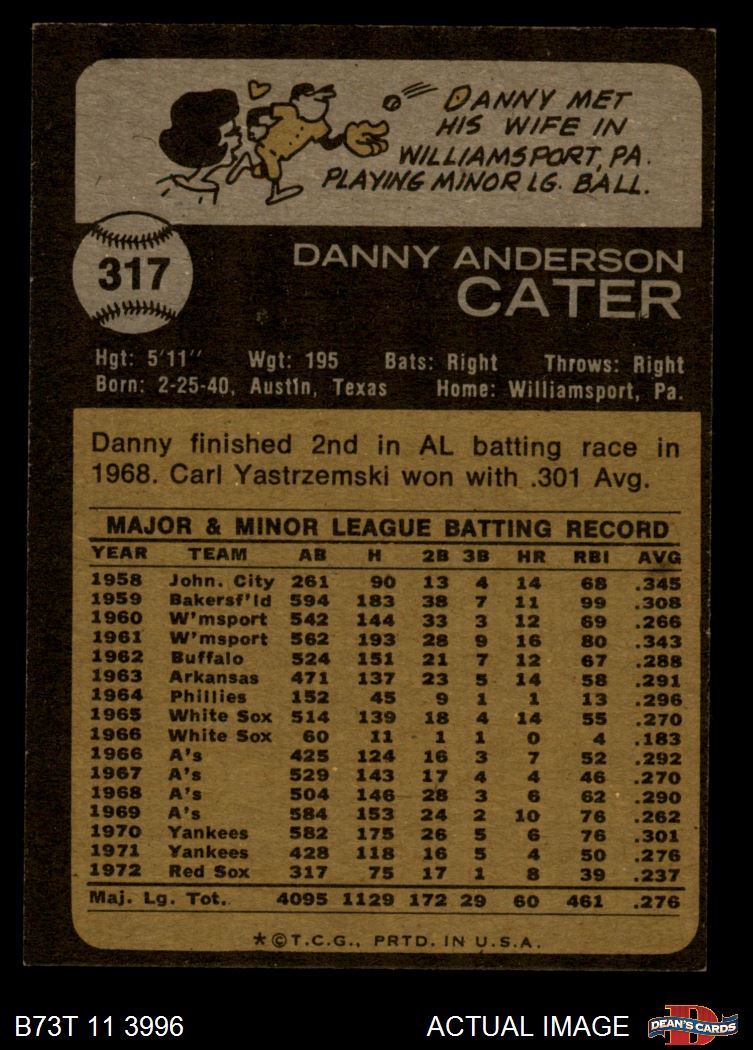 DANNY MET
HIS WIFE IN
WILLIAMSPORT, PA.
PLAYING MINOR LG. BALL.
317
DANNY ANDERSON
CATER
Hgt: 5'11" Wgt: 195 Bats: Right Throws: Right
Born: 2-25-40, Austin, Texas Home: Williamsport, Pa.
Danny finished 2nd in AL batting race in
1968. Carl Yastrzemski won with .301 Avg.
MAJOR & MINOR LEAGUE BATTING RECORD
YEAR TEAM AB H 2B 3B HR RBI AVG
1958 John. City 261 90 13 4 14 68 .345
1959 Bakersf'ld 594 183 38 7 11 99 .308
1960 W'msport 542 144 33 3 12 69 .266
1961 W'msport 562 193 28 9 16 80 .343
1962 Buffalo 524 151 21 7 12 67 .288
1963 Arkansas 471 137 23 5 14 58 .291
1964 Phillies 152 45 9 1 1 13 .296
1965 White Sox 514 139 18 4 14 55 .270
1966 White Sox 60 11 1 1 0 4 .183
1966 A's 425 124 16 3 7 52 .292
1967 A's 529 143 17 4 4 46 .270
1968 A's 504 146 28 3 6 62 .290
1969 A's 584 153 24 2 10 76 .262
1970 Yankees 582 175 26 5 6 76 .301
1971 Yankees 428 118 16 5 4 50 .276
1972 Red Sox 317 75 17 1 8 39 .237
Maj. Lg. Tot. 4095 1129 172 29 60 461 .276
*©T.C.G., PRTD. IN U.S.A.
B73T 11 3996 ACTUAL IMAGE D DEAN'S CARDS